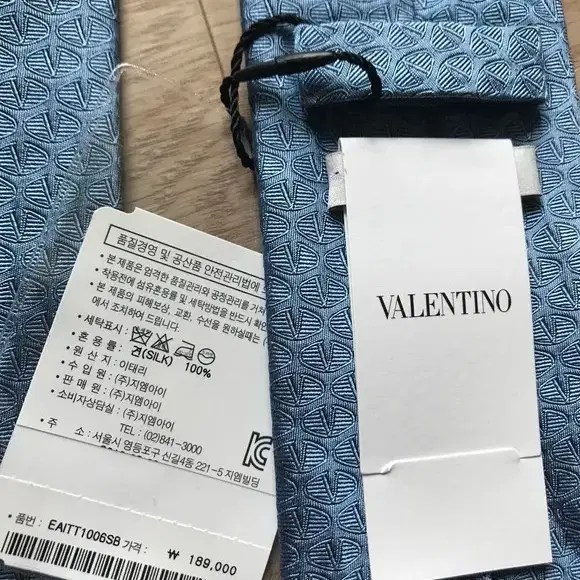 VALENTINO
품질경영 및 공산품 안전관리법에
• 본 제품은 엄격한 품질관리와 공정관리를 거쳐
• 착용전에 섬유혼용률 및 세탁방법을 반드시 확인
• 본 제품의 피해보상, 교환, 수선을 원하실때는
에서 조치하여 드립니다.
• 세탁표시 :
• 혼 용 률 : 견(SILK) 100%
• 원 산 지 : 이태리
• 수 입 원 : (주)지엠아이
• 판 매 원 : (주)지엠아이
• 소비자상담실 : (주)지엠아이
TEL : (02)841-3000
• 주 소 : 서울시 영등포구 신길4동 221-5 지엠빌딩
• 품번 : EAITT1006SB 가격 : ₩ 189,000